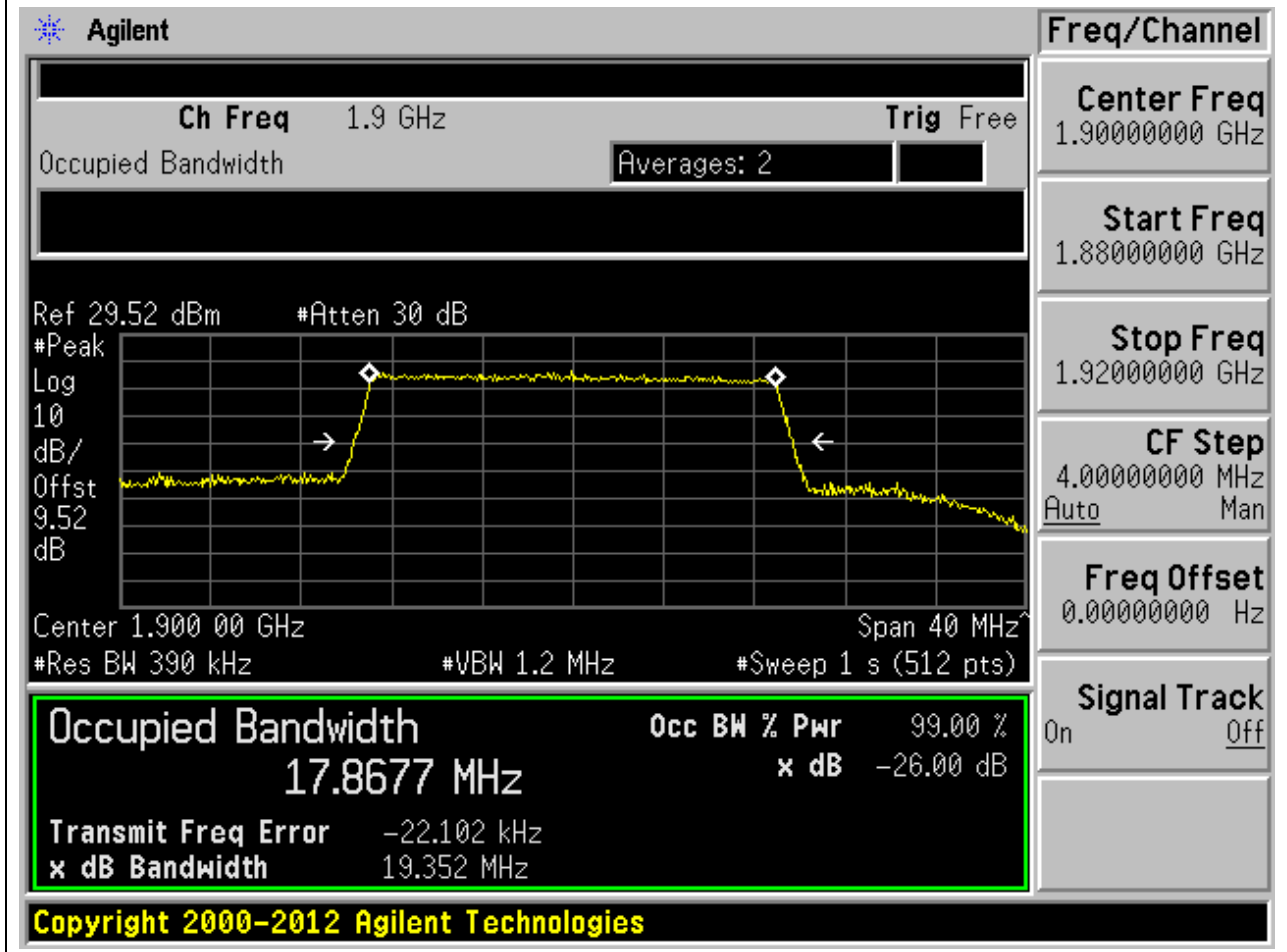 Agilent
Freq/Channel
Ch Freq 1.9 GHz Trig Free
Occupied Bandwidth Averages: 2
Ref 29.52 dBm #Atten 30 dB
#Peak
Log
10
dB/
Offst
9.52
dB
Center 1.900 00 GHz Span 40 MHz^
#Res BW 390 kHz #VBW 1.2 MHz #Sweep 1 s (512 pts)
Occupied Bandwidth
17.8677 MHz
Occ BW % Pwr 99.00 %
x dB -26.00 dB
Transmit Freq Error -22.102 kHz
x dB Bandwidth 19.352 MHz
Center Freq
1.90000000 GHz
Start Freq
1.88000000 GHz
Stop Freq
1.92000000 GHz
CF Step
4.00000000 MHz
Auto Man
Freq Offset
0.00000000 Hz
Signal Track
On Off
Copyright 2000-2012 Agilent Technologies